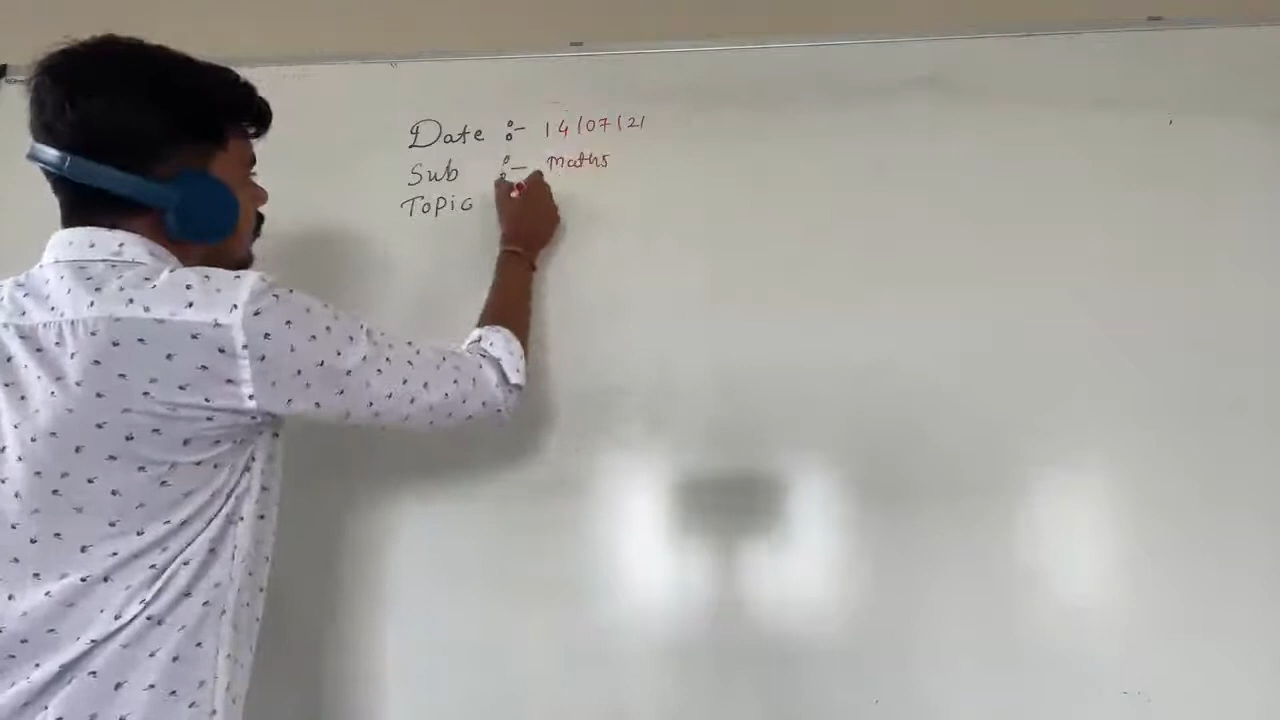 Date :- 14/07/21
Sub :- Maths
Topic